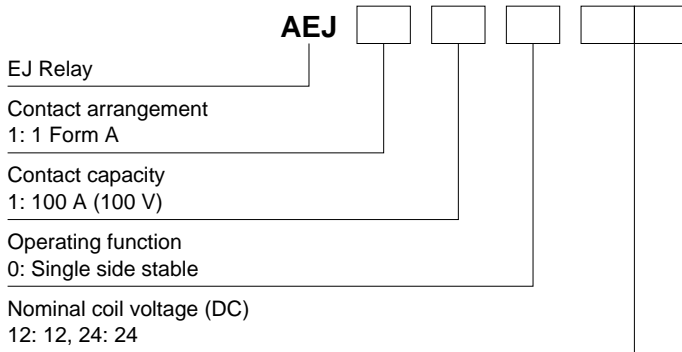 AEJ
EJ Relay
Contact arrangement
1: 1 Form A
Contact capacity
1: 100 A (100 V)
Operating function
0: Single side stable
Nominal coil voltage (DC)
12: 12, 24: 24